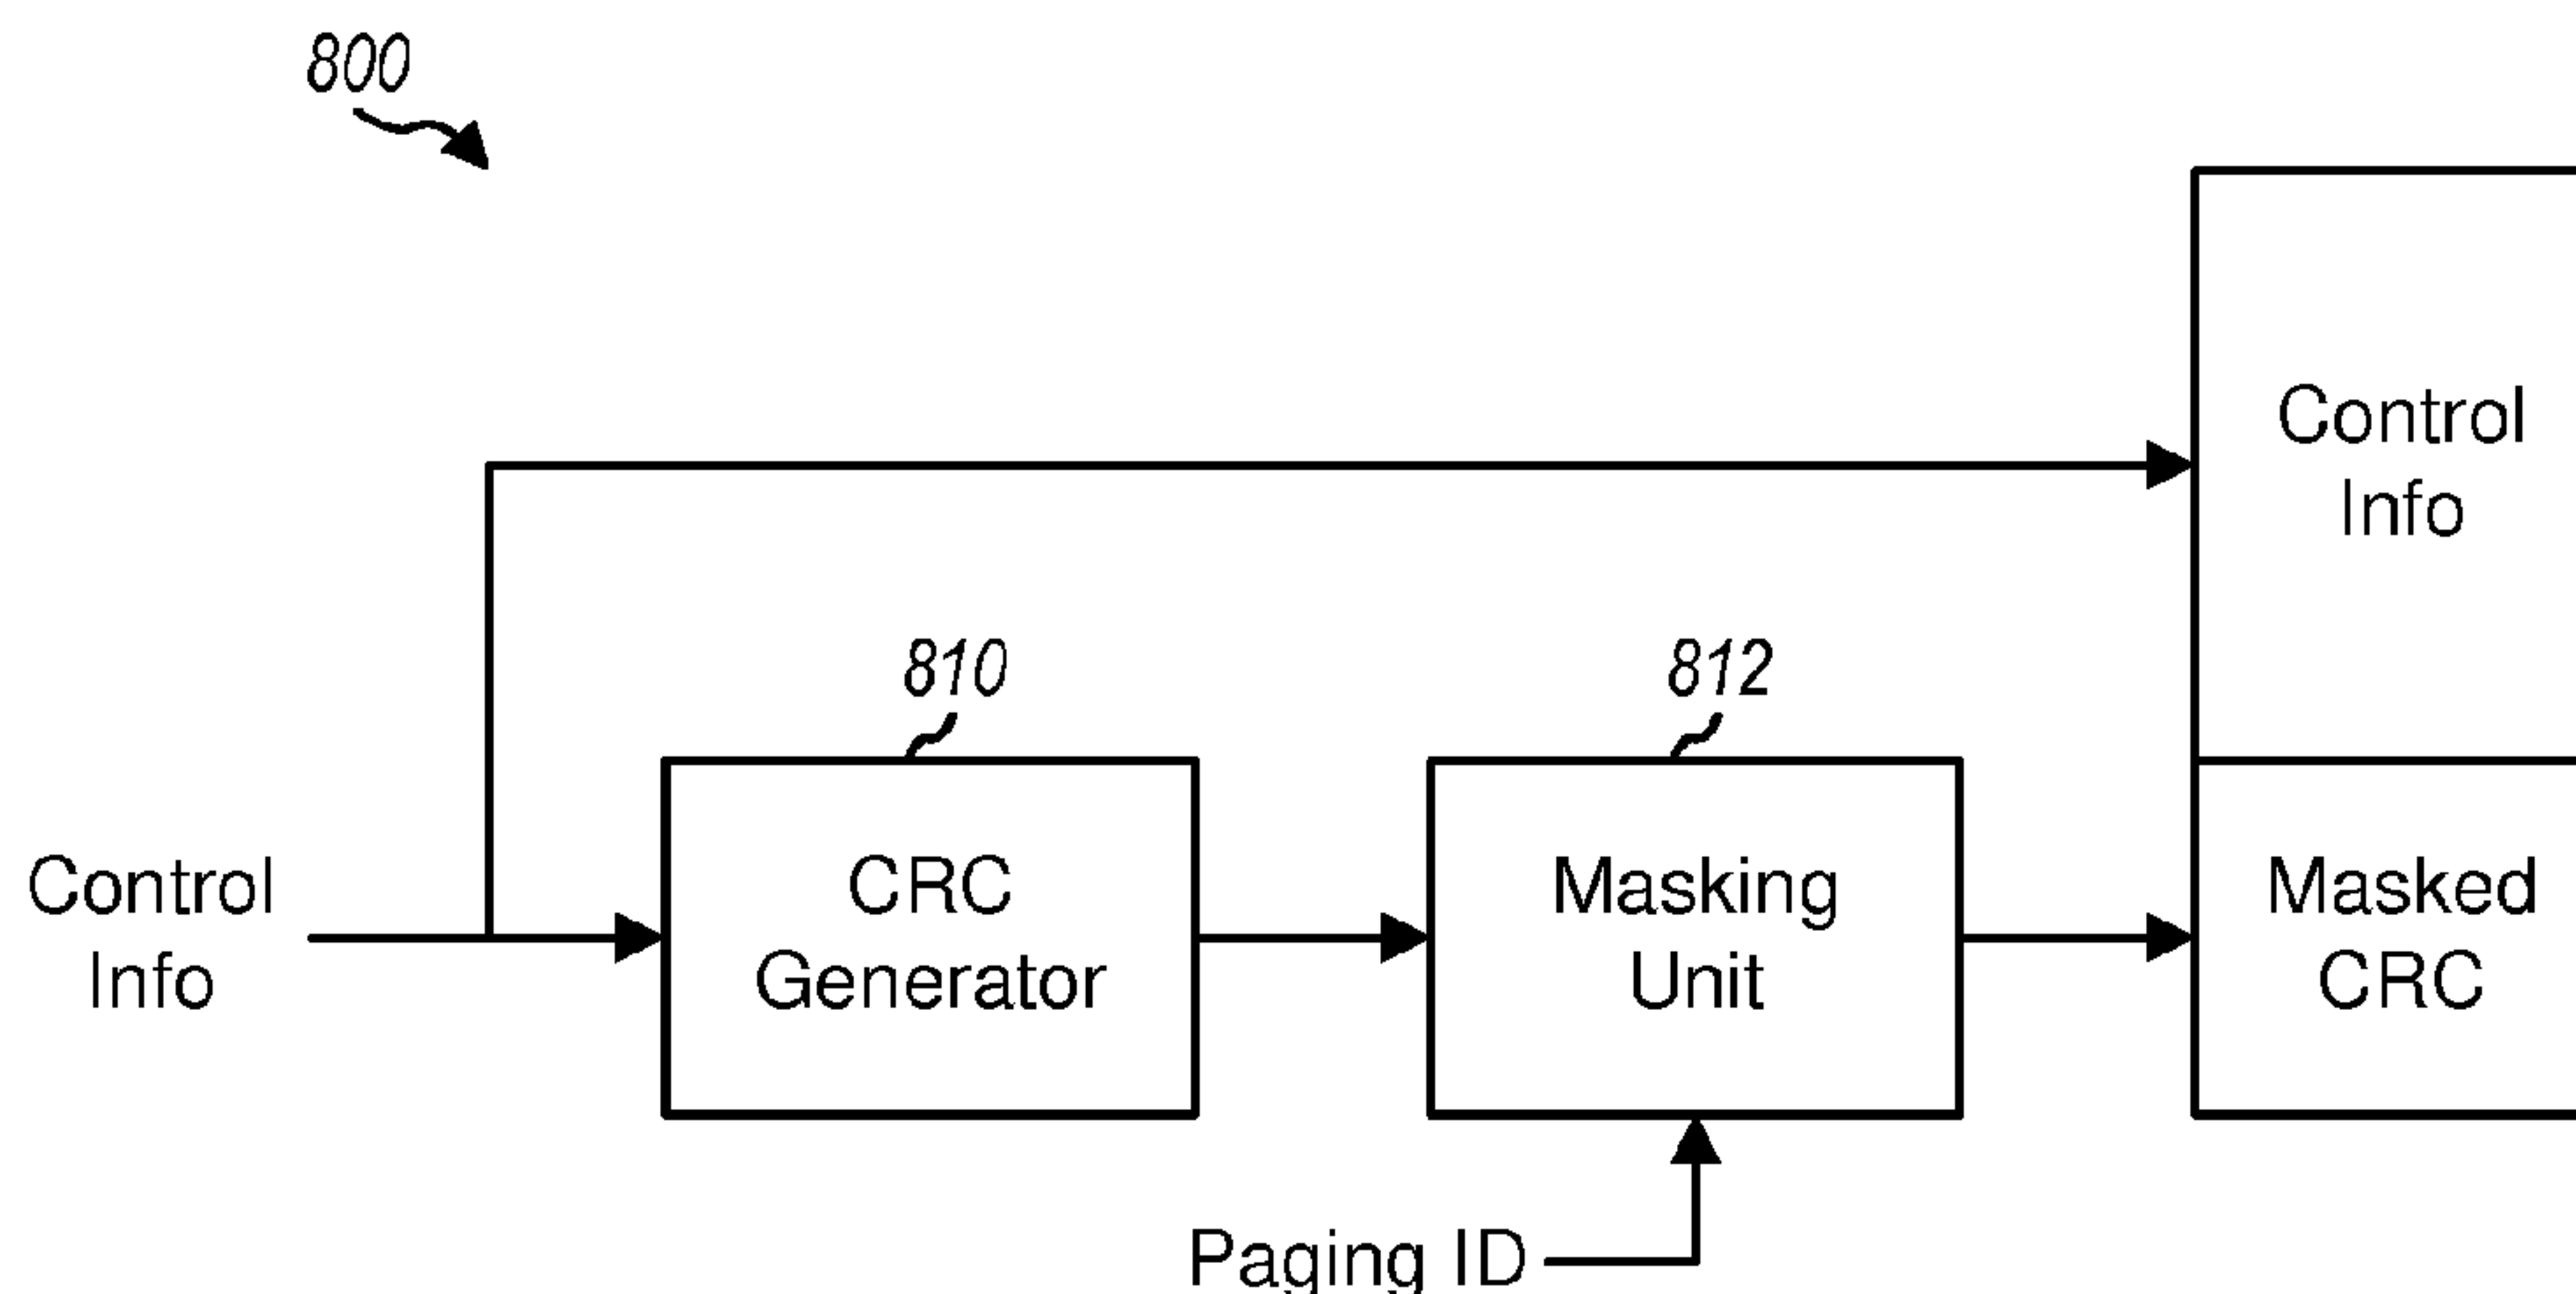 800
Control
Info
810
812
Control
Info
CRC
Generator
Masking
Unit
Masked
CRC
Paging ID